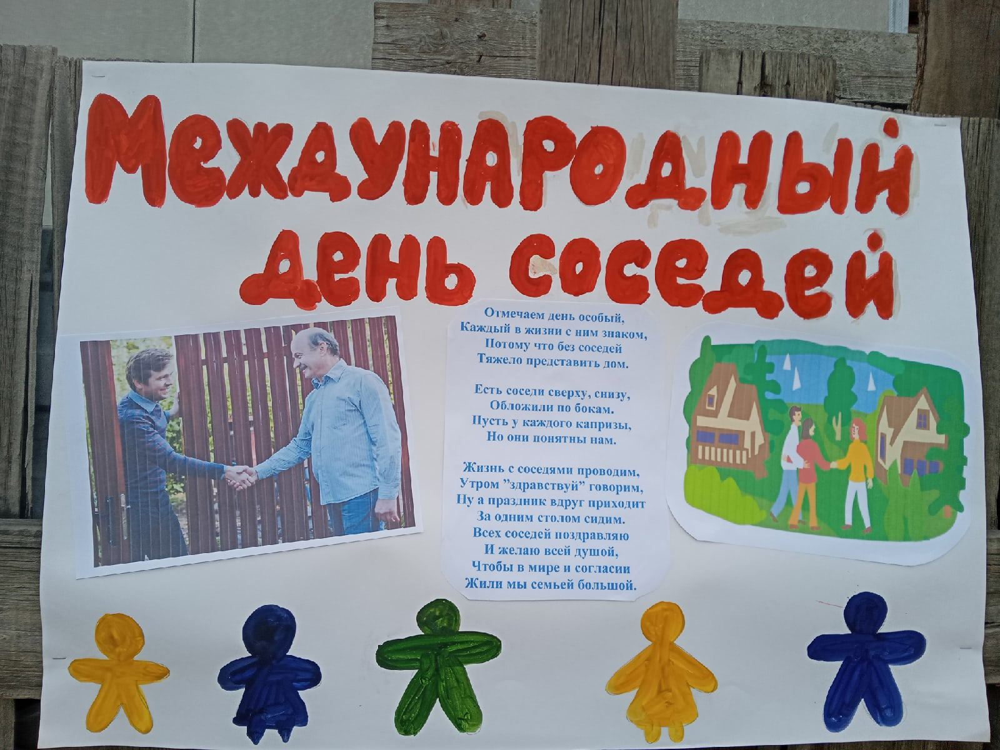 Международный
день соседей
Отмечаем день особый,
Каждый в жизни с ним знаком,
Потому что без соседей
Тяжело представить дом.
Есть соседи сверху, снизу,
Обложили по бокам.
Пусть у каждого капризы,
Но они понятны нам.
Жизнь с соседями проводим,
Утром ”здравствуй” говорим,
Ну а праздник вдруг приходит
За одним столом сидим.
Всех соседей поздравляю
И желаю всей душой,
Чтобы в мире и согласии
Жили мы семьей большой.